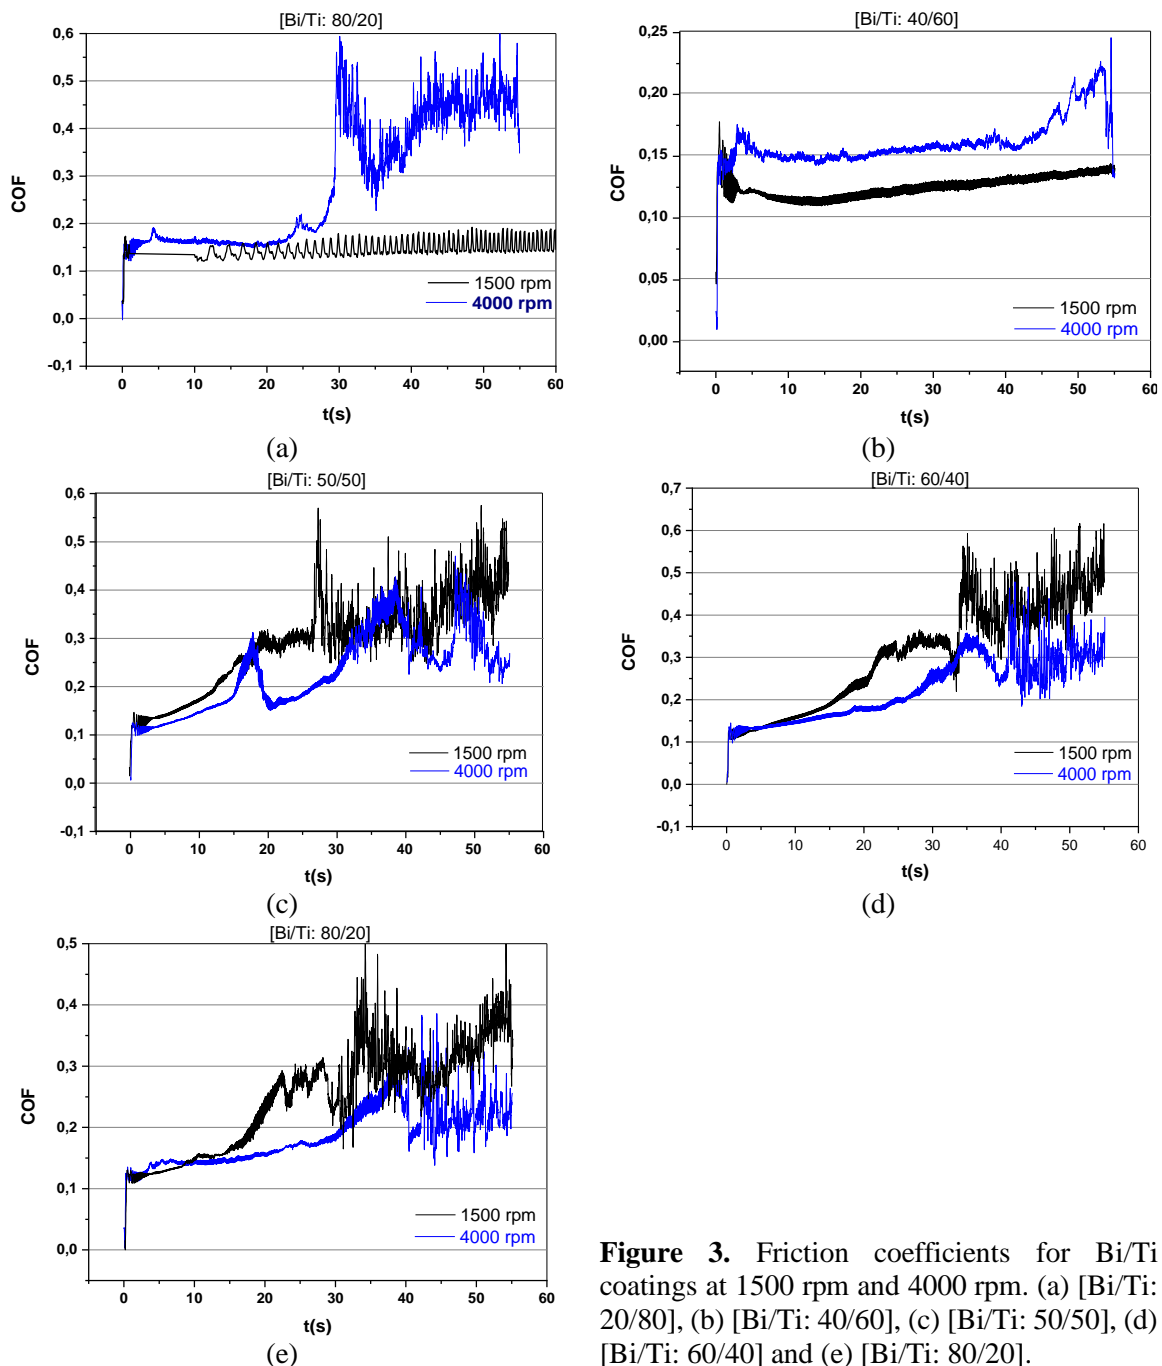 [Bi/Ti: 80/20]
0,6
0,5
0,4
0,3
0,2
0,1
0,0
-0,1
COF
0
10
20
30
40
50
60
t(s)
1500 rpm
4000 rpm
(a)
[Bi/Ti: 40/60]
0,25
0,20
0,15
0,10
0,05
0,00
COF
0
10
20
30
40
50
60
t(s)
1500 rpm
4000 rpm
(b)
[Bi/Ti: 50/50]
0,6
0,5
0,4
0,3
0,2
0,1
0,0
-0,1
COF
0
10
20
30
40
50
60
t(s)
1500 rpm
4000 rpm
(c)
[Bi/Ti: 60/40]
0,7
0,6
0,5
0,4
0,3
0,2
0,1
0,0
-0,1
COF
0
10
20
30
40
50
60
t(s)
1500 rpm
4000 rpm
(d)
[Bi/Ti: 80/20]
0,5
0,4
0,3
0,2
0,1
0,0
COF
0
10
20
30
40
50
60
t(s)
1500 rpm
4000 rpm
(e)
Figure 3. Friction coefficients for Bi/Ti
coatings at 1500 rpm and 4000 rpm. (a) [Bi/Ti:
20/80], (b) [Bi/Ti: 40/60], (c) [Bi/Ti: 50/50], (d)
[Bi/Ti: 60/40] and (e) [Bi/Ti: 80/20].